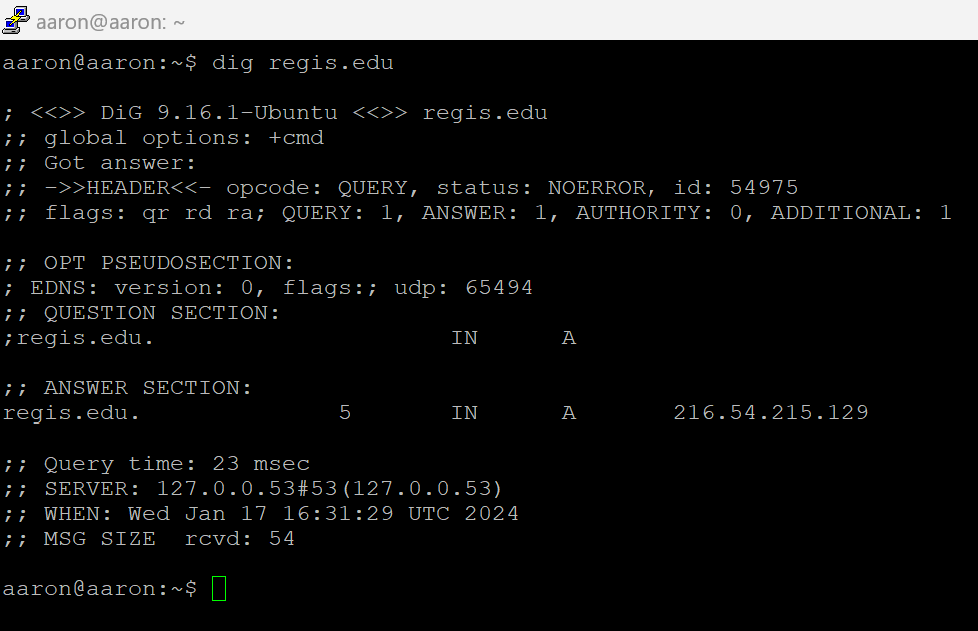 aaron@aaron: ~
aaron@aaron:~$ dig regis.edu
; <<>> DiG 9.16.1-Ubuntu <<>> regis.edu
;; global options: +cmd
;; Got answer:
;; ->>HEADER<<- opcode: QUERY, status: NOERROR, id: 54975
;; flags: qr rd ra; QUERY: 1, ANSWER: 1, AUTHORITY: 0, ADDITIONAL: 1
;; OPT PSEUDOSECTION:
; EDNS: version: 0, flags:; udp: 65494
;; QUESTION SECTION:
;regis.edu. IN A
;; ANSWER SECTION:
regis.edu. 5 IN A 216.54.215.129
;; Query time: 23 msec
;; SERVER: 127.0.0.53#53(127.0.0.53)
;; WHEN: Wed Jan 17 16:31:29 UTC 2024
;; MSG SIZE  rcvd: 54
aaron@aaron:~$